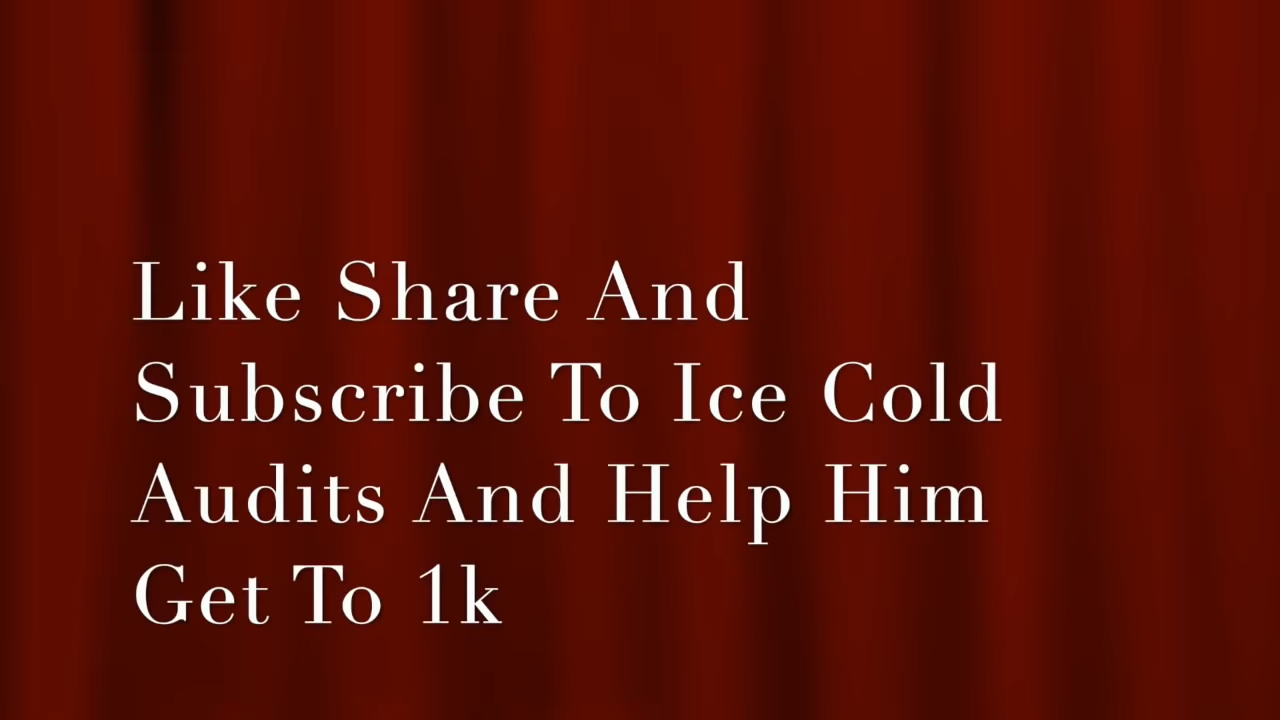 Like Share And
Subscribe To Ice Cold
Audits And Help Him
Get To 1k